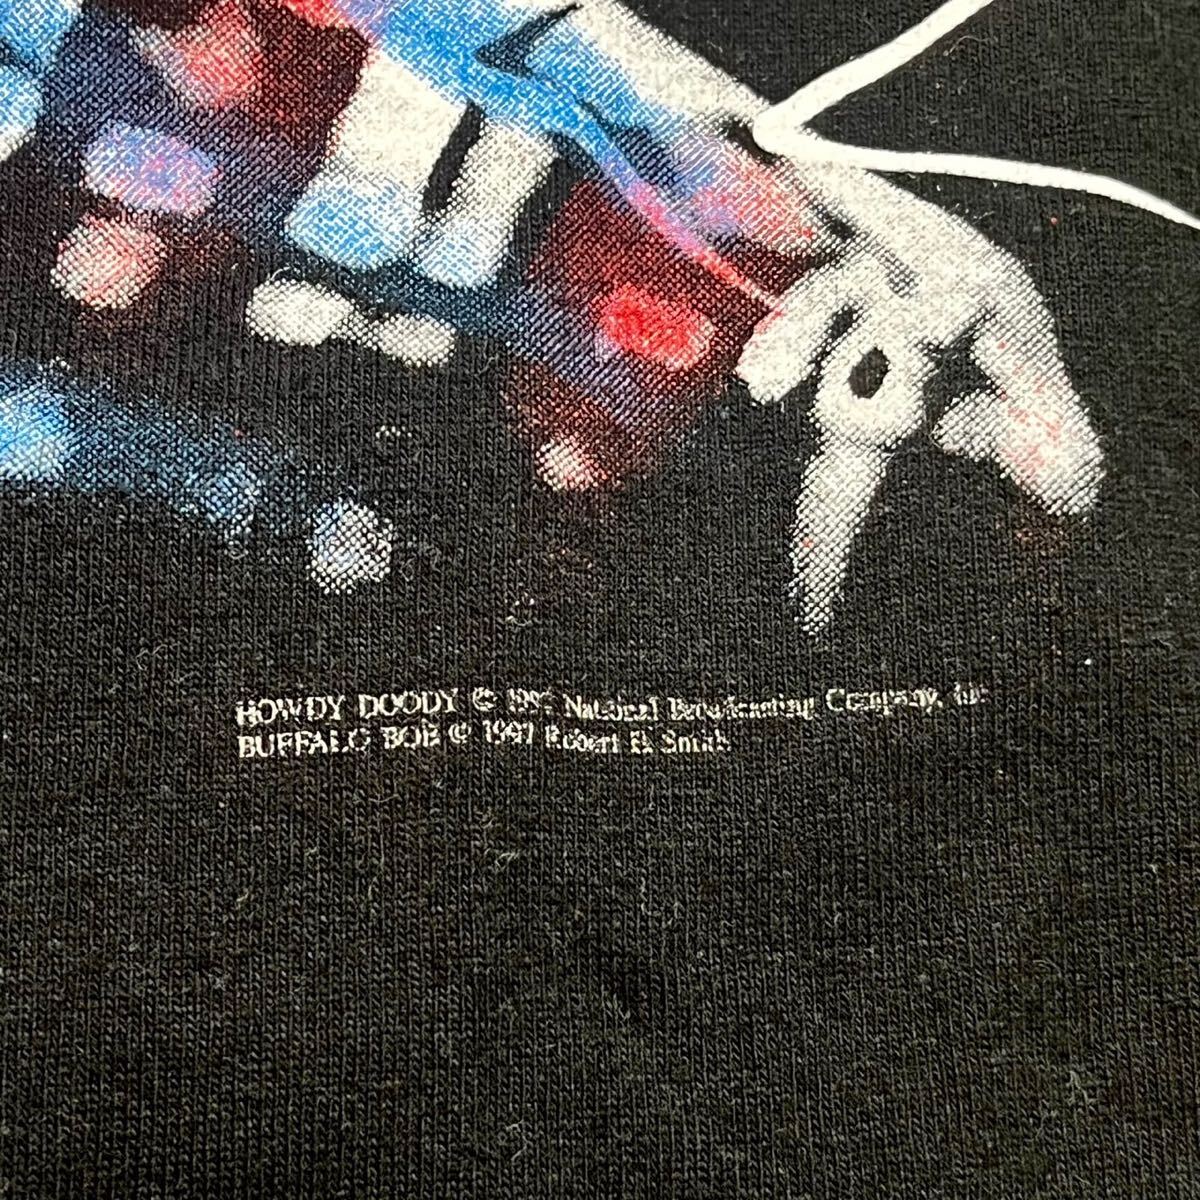 HOWDY DOODY © National Broadcasting Company, Inc
BUFFALO BOB © 1997 Robert E. Smith